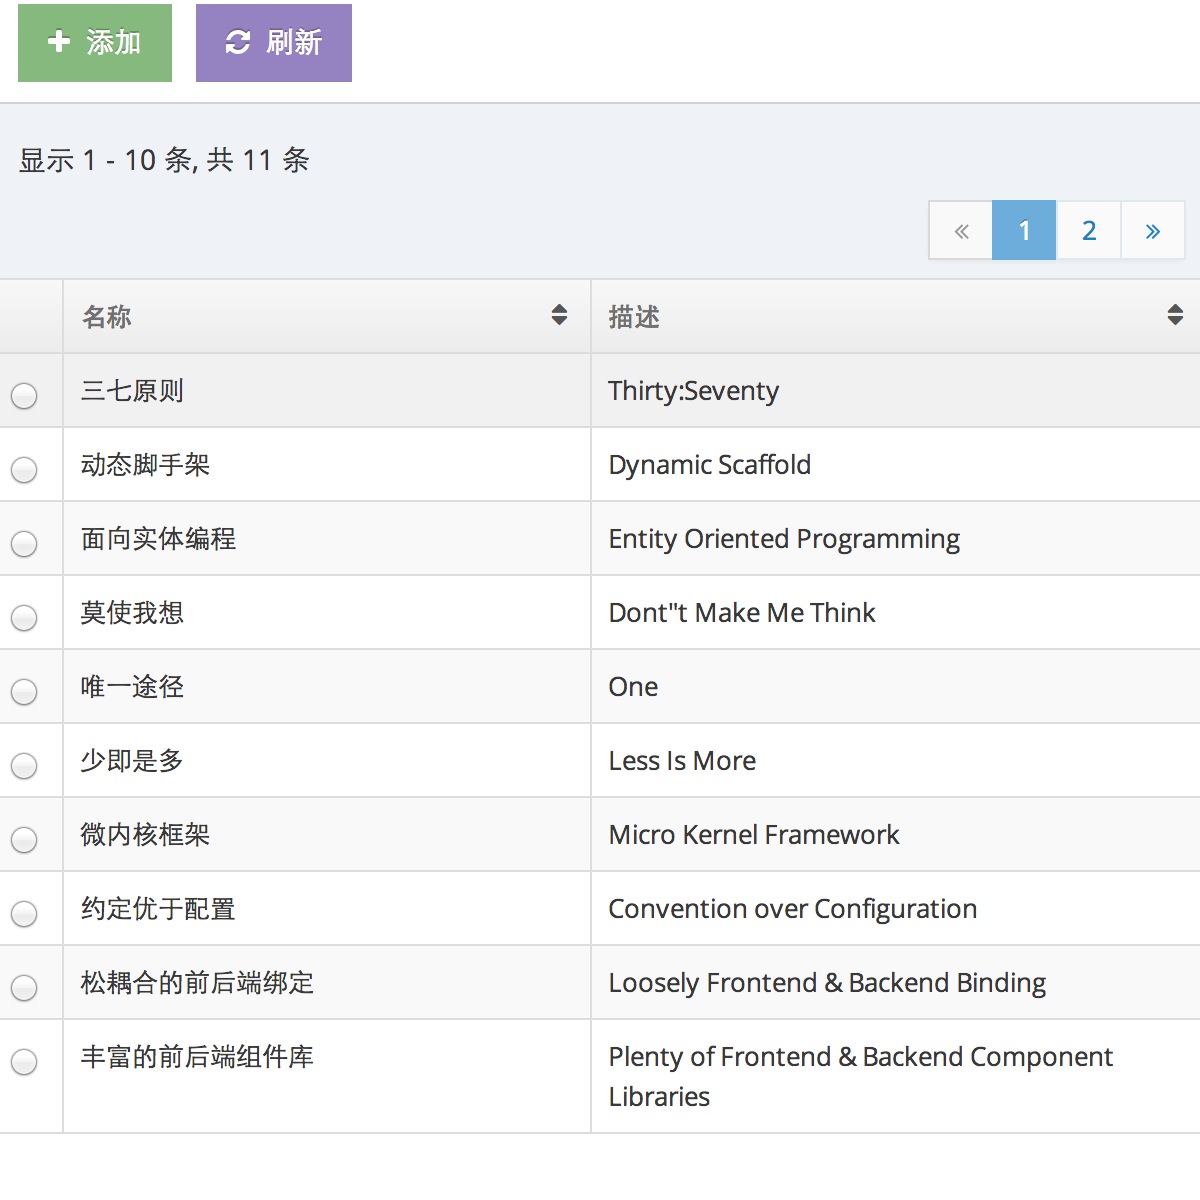 添加 刷新
显示 1 - 10 条, 共 11 条
« 1 2 »
名称 描述
三七原则 Thirty:Seventy
动态脚手架 Dynamic Scaffold
面向实体编程 Entity Oriented Programming
莫使我想 Dont"t Make Me Think
唯一途径 One
少即是多 Less Is More
微内核框架 Micro Kernel Framework
约定优于配置 Convention over Configuration
松耦合的前后端绑定 Loosely Frontend & Backend Binding
丰富的前后端组件库 Plenty of Frontend & Backend Component
Libraries